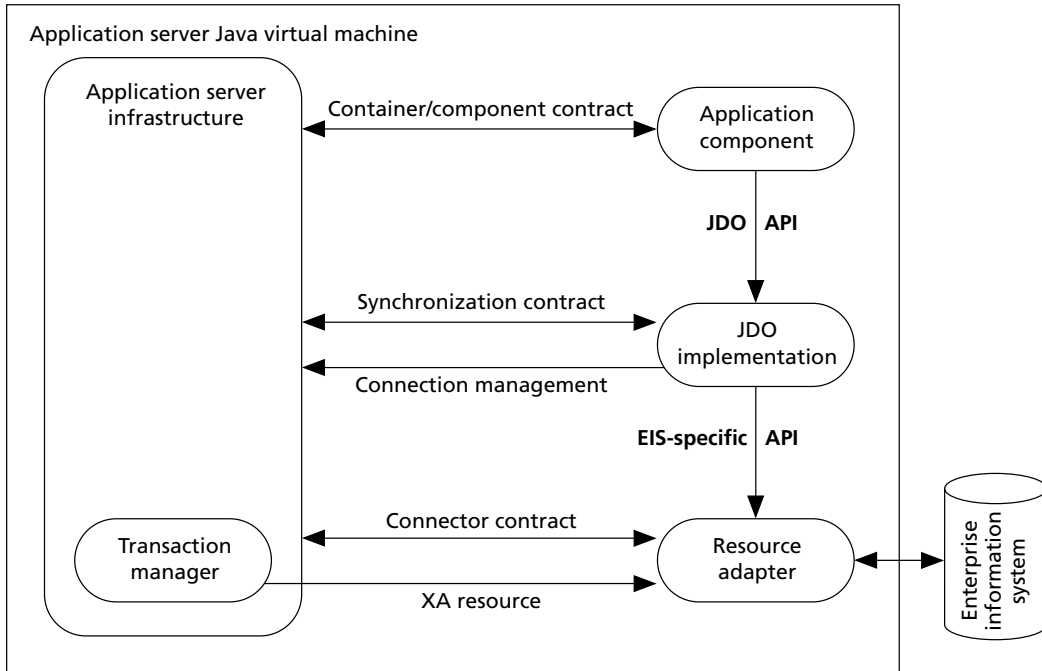 Application server Java virtual machine
Application server
infrastructure
Container/component contract
Application
component
JDO API
Synchronization contract
JDO
implementation
Connection management
EIS-specific API
Connector contract
Transaction
manager
Resource
adapter
XA resource
Enterprise
information
system